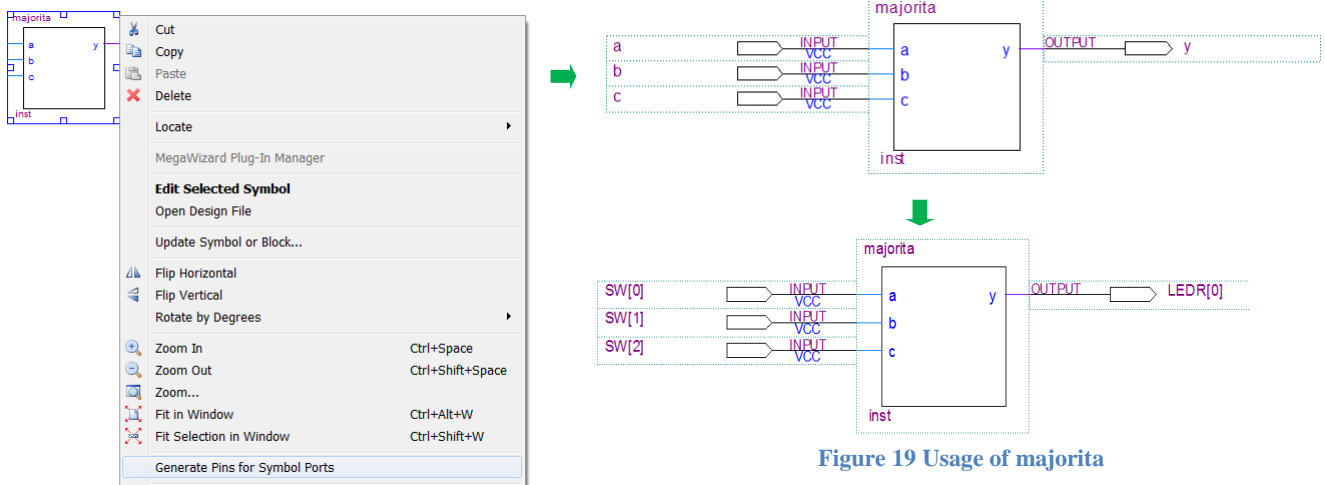 majorita
a y
b
c
inst
Cut
Copy
Paste
Delete
Locate
MegaWizard Plug-In Manager
Edit Selected Symbol
Open Design File
Update Symbol or Block...
Flip Horizontal
Flip Vertical
Rotate by Degrees
Zoom In Ctrl+Space
Zoom Out Ctrl+Shift+Space
Zoom...
Fit in Window Ctrl+Alt+W
Fit Selection in Window Ctrl+Shift+W
Generate Pins for Symbol Ports
majorita
a INPUT VCC a y OUTPUT y
b INPUT VCC b
c INPUT VCC c
inst
majorita
SW[0] INPUT VCC a y OUTPUT LEDR[0]
SW[1] INPUT VCC b
SW[2] INPUT VCC c
inst
Figure 19 Usage of majorita